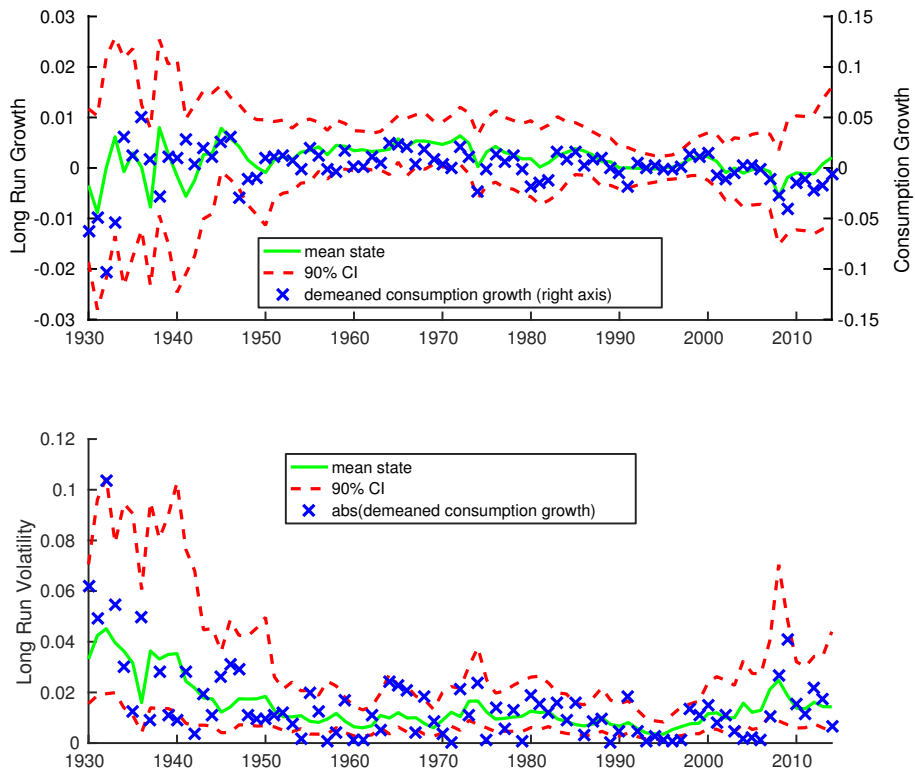 0.03
0.02
0.01
0
-0.01
-0.02
-0.03
Long Run Growth
0.15
0.1
0.05
0
-0.05
-0.1
-0.15
Consumption Growth
mean state
90% CI
demeaned consumption growth (right axis)
1930 1940 1950 1960 1970 1980 1990 2000 2010
0.12
0.1
0.08
0.06
0.04
0.02
0
Long Run Volatility
mean state
90% CI
abs(demeaned consumption growth)
1930 1940 1950 1960 1970 1980 1990 2000 2010